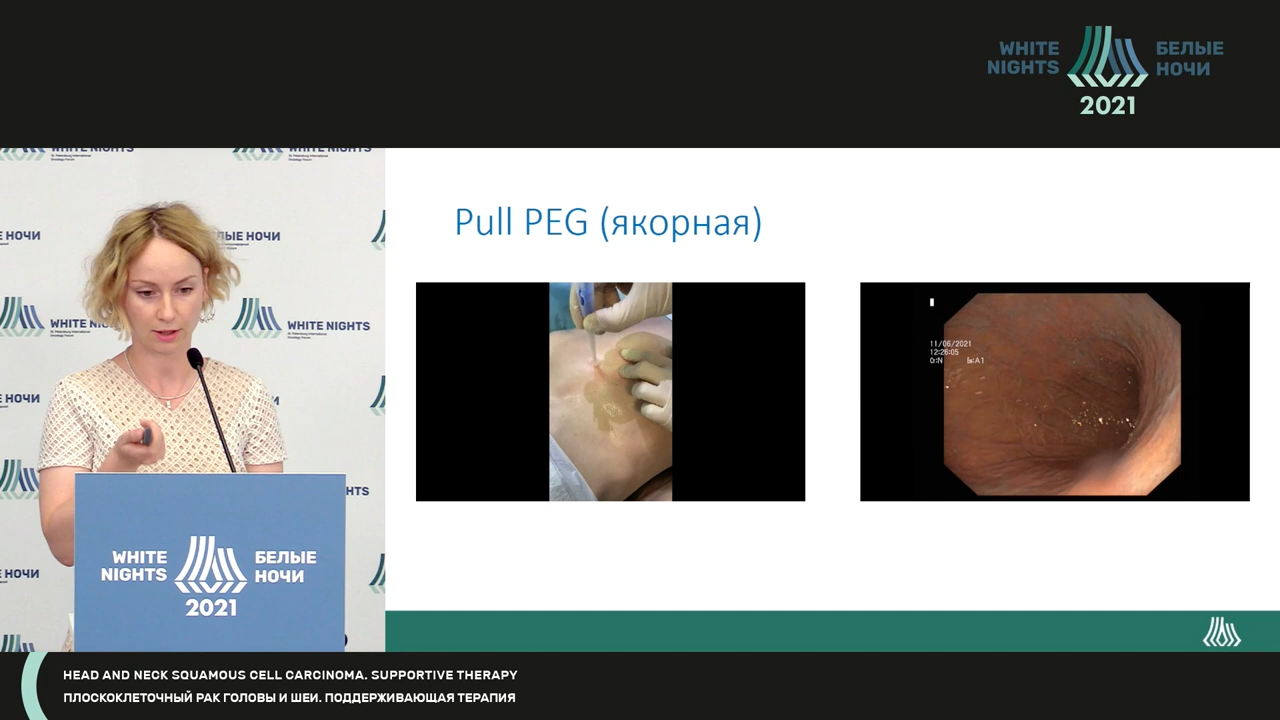 WHITE
NIGHTS
БЕЛЫЕ
НОЧИ
2021
Pull PEG (якорная)
11/06/2021
12:26:05
БЕЛЫЕ НОЧИ
WHITE NIGHTS
WHITE
NIGHTS
БЕЛЫЕ
НОЧИ
2021
HEAD AND NECK SQUAMOUS CELL CARCINOMA. SUPPORTIVE THERAPY
ПЛОСКОКЛЕТОЧНЫЙ РАК ГОЛОВЫ И ШЕИ. ПОДДЕРЖИВАЮЩАЯ ТЕРАПИЯ